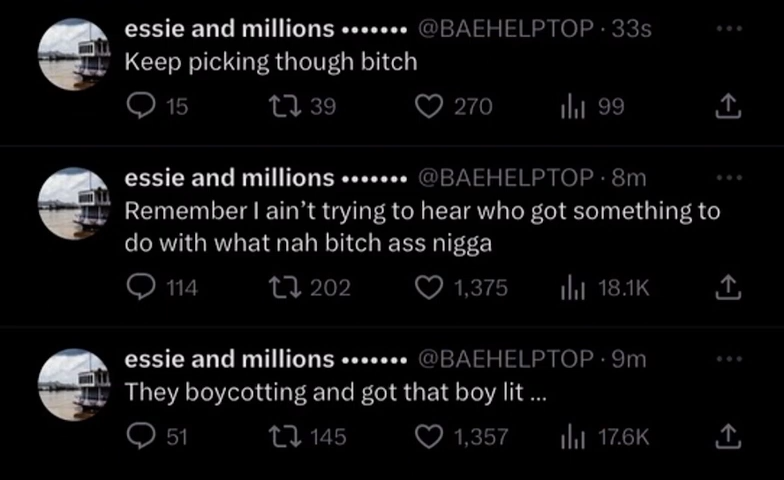 essie and millions ••••••• @BAEHELPTOP · 33s
Keep picking though bitch
15 39 270 99
essie and millions ••••••• @BAEHELPTOP · 8m
Remember I ain't trying to hear who got something to
do with what nah bitch ass nigga
114 202 1,375 18.1K
essie and millions ••••••• @BAEHELPTOP · 9m
They boycotting and got that boy lit ...
51 145 1,357 17.6K